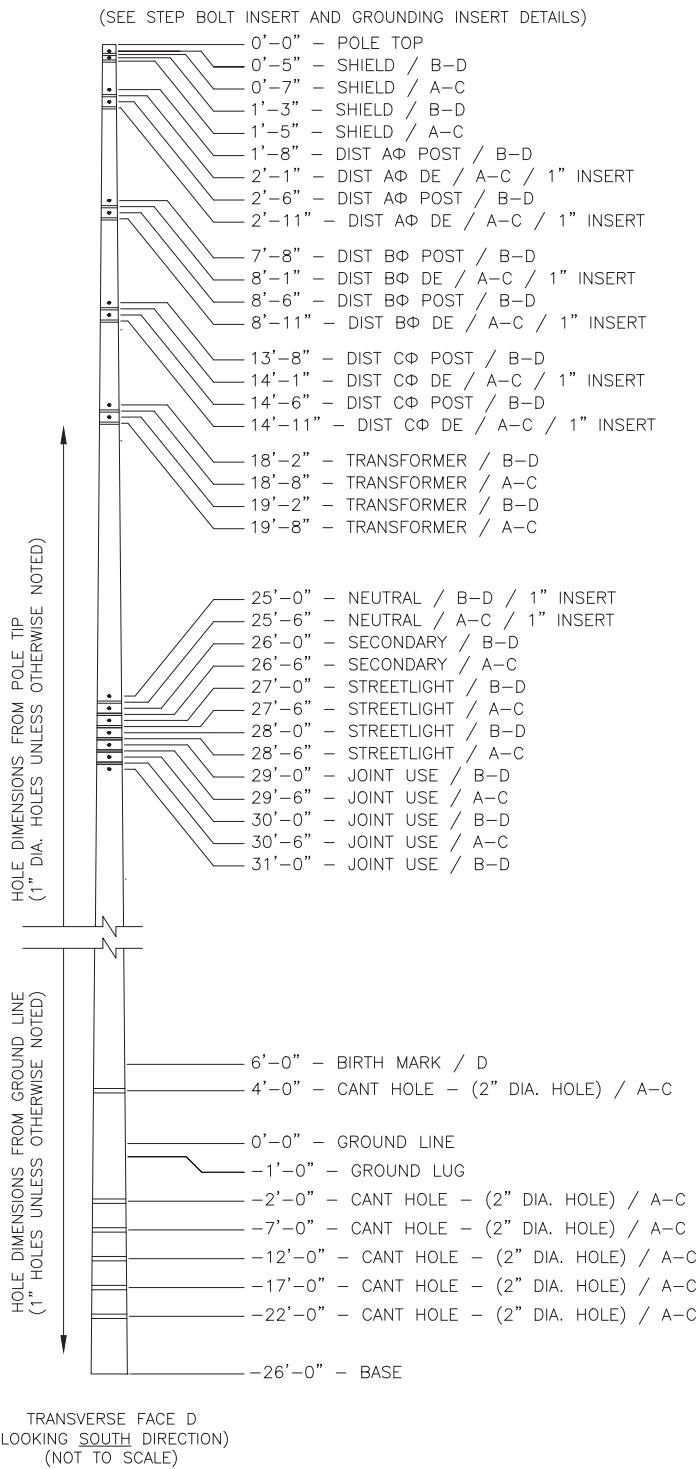 (SEE STEP BOLT INSERT AND GROUNDING INSERT DETAILS)
0'-0" - POLE TOP
0'-5" - SHIELD / B-D
0'-7" - SHIELD / A-C
1'-3" - SHIELD / B-D
1'-5" - SHIELD / A-C
1'-8" - DIST AΦ POST / B-D
2'-1" - DIST AΦ DE / A-C / 1" INSERT
2'-6" - DIST AΦ POST / B-D
2'-11" - DIST AΦ DE / A-C / 1" INSERT
7'-8" - DIST BΦ POST / B-D
8'-1" - DIST BΦ DE / A-C / 1" INSERT
8'-6" - DIST BΦ POST / B-D
8'-11" - DIST BΦ DE / A-C / 1" INSERT
13'-8" - DIST CΦ POST / B-D
14'-1" - DIST CΦ DE / A-C / 1" INSERT
14'-6" - DIST CΦ POST / B-D
14'-11" - DIST CΦ DE / A-C / 1" INSERT
18'-2" - TRANSFORMER / B-D
18'-8" - TRANSFORMER / A-C
19'-2" - TRANSFORMER / B-D
19'-8" - TRANSFORMER / A-C
25'-0" - NEUTRAL / B-D / 1" INSERT
25'-6" - NEUTRAL / A-C / 1" INSERT
26'-0" - SECONDARY / B-D
26'-6" - SECONDARY / A-C
27'-0" - STREETLIGHT / B-D
27'-6" - STREETLIGHT / A-C
28'-0" - STREETLIGHT / B-D
28'-6" - STREETLIGHT / A-C
29'-0" - JOINT USE / B-D
29'-6" - JOINT USE / A-C
30'-0" - JOINT USE / B-D
30'-6" - JOINT USE / A-C
31'-0" - JOINT USE / B-D
HOLE DIMENSIONS FROM POLE TIP
(1" DIA. HOLES UNLESS OTHERWISE NOTED)
HOLE DIMENSIONS FROM GROUND LINE
(1" HOLES UNLESS OTHERWISE NOTED)
6'-0" - BIRTH MARK / D
4'-0" - CANT HOLE - (2" DIA. HOLE) / A-C
0'-0" - GROUND LINE
-1'-0" - GROUND LUG
-2'-0" - CANT HOLE - (2" DIA. HOLE) / A-C
-7'-0" - CANT HOLE - (2" DIA. HOLE) / A-C
-12'-0" - CANT HOLE - (2" DIA. HOLE) / A-C
-17'-0" - CANT HOLE - (2" DIA. HOLE) / A-C
-22'-0" - CANT HOLE - (2" DIA. HOLE) / A-C
-26'-0" - BASE
TRANSVERSE FACE D
LOOKING SOUTH DIRECTION)
(NOT TO SCALE)